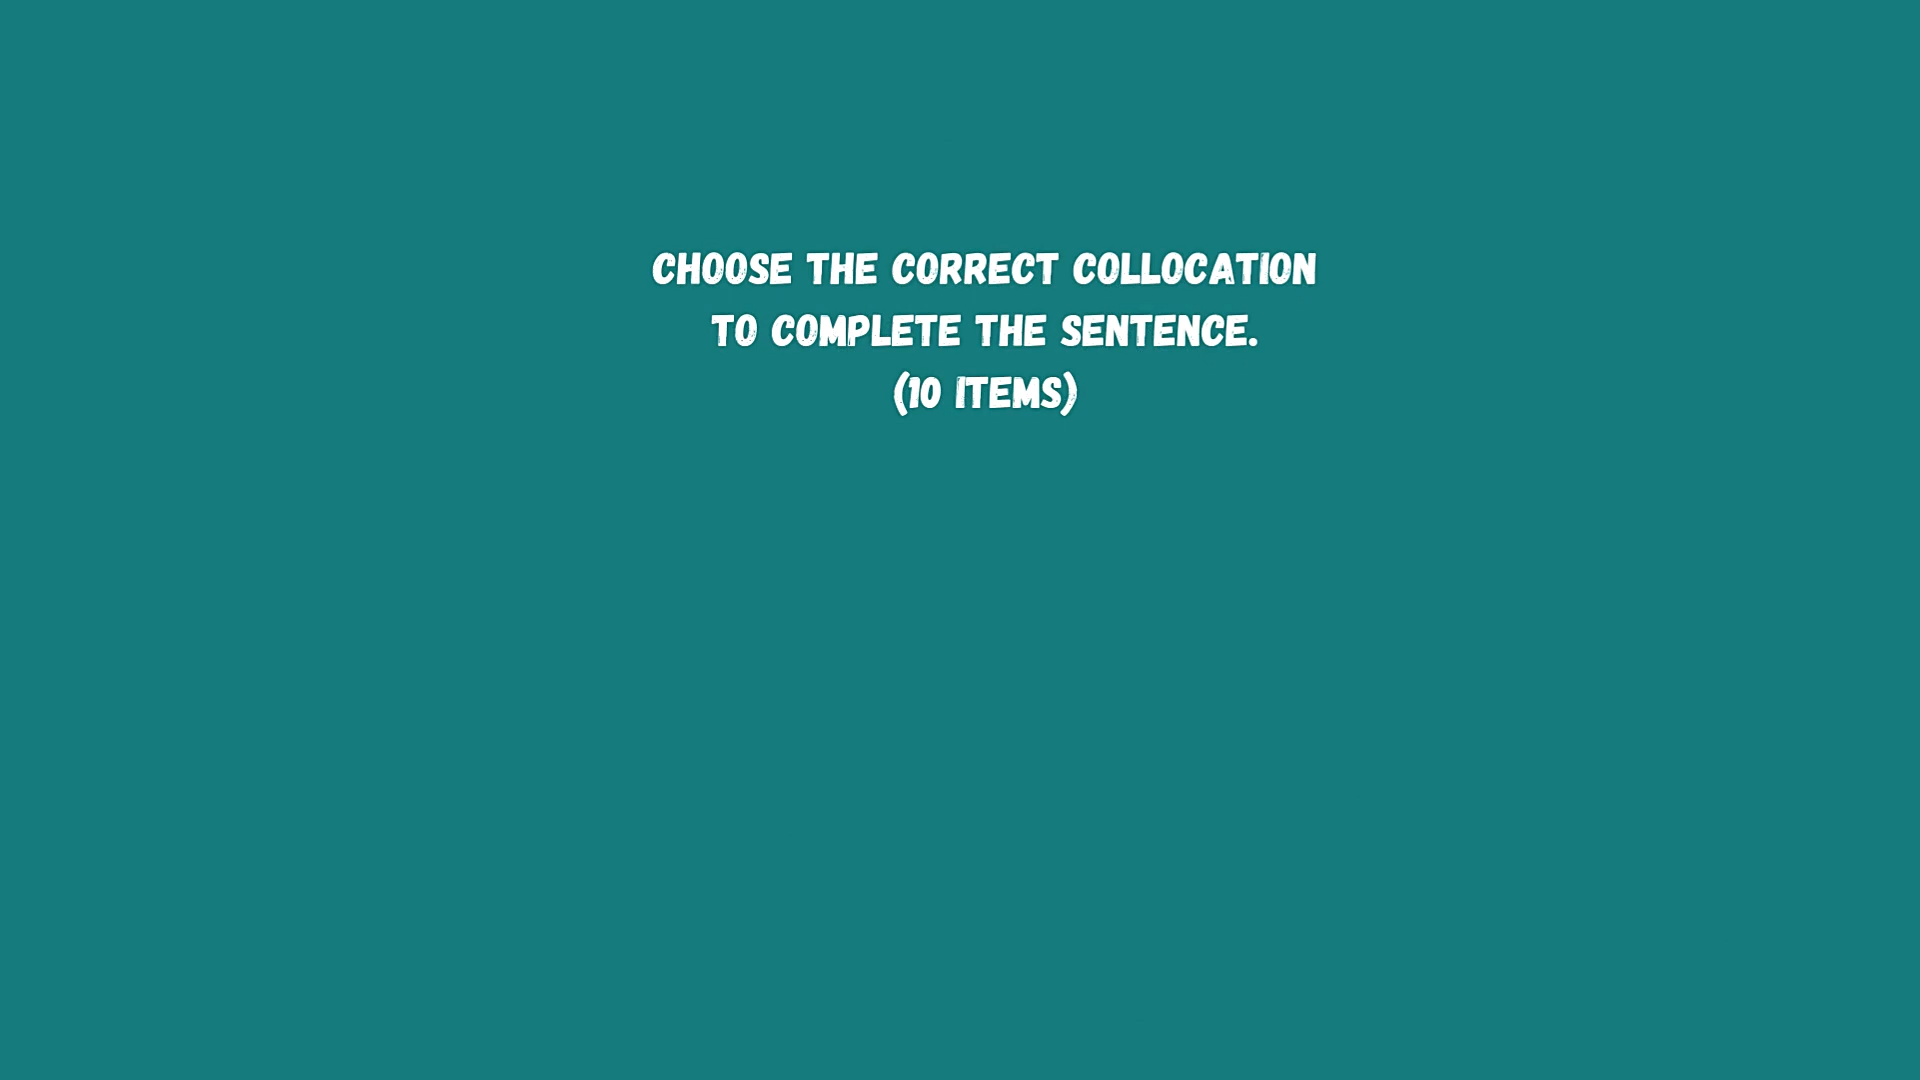 CHOOSE THE CORRECT COLLOCATION
TO COMPLETE THE SENTENCE.
(10 ITEMS)